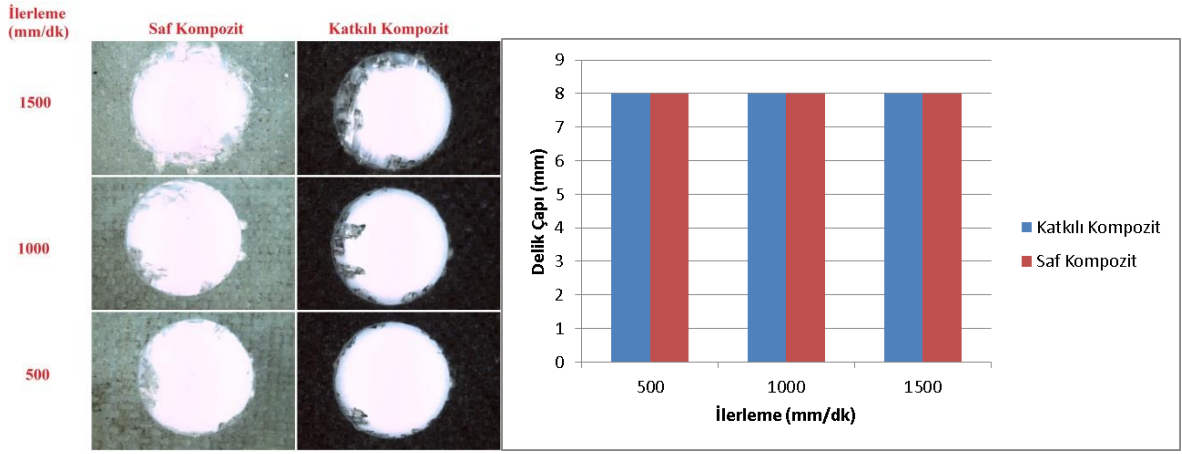 İlerleme
(mm/dk)
Saf Kompozit
Katkılı Kompozit
1500
1000
500
9
8
7
6
5
4
3
2
1
0
Delik Çapı (mm)
500
1000
1500
İlerleme (mm/dk)
Katkılı Kompozit
Saf Kompozit